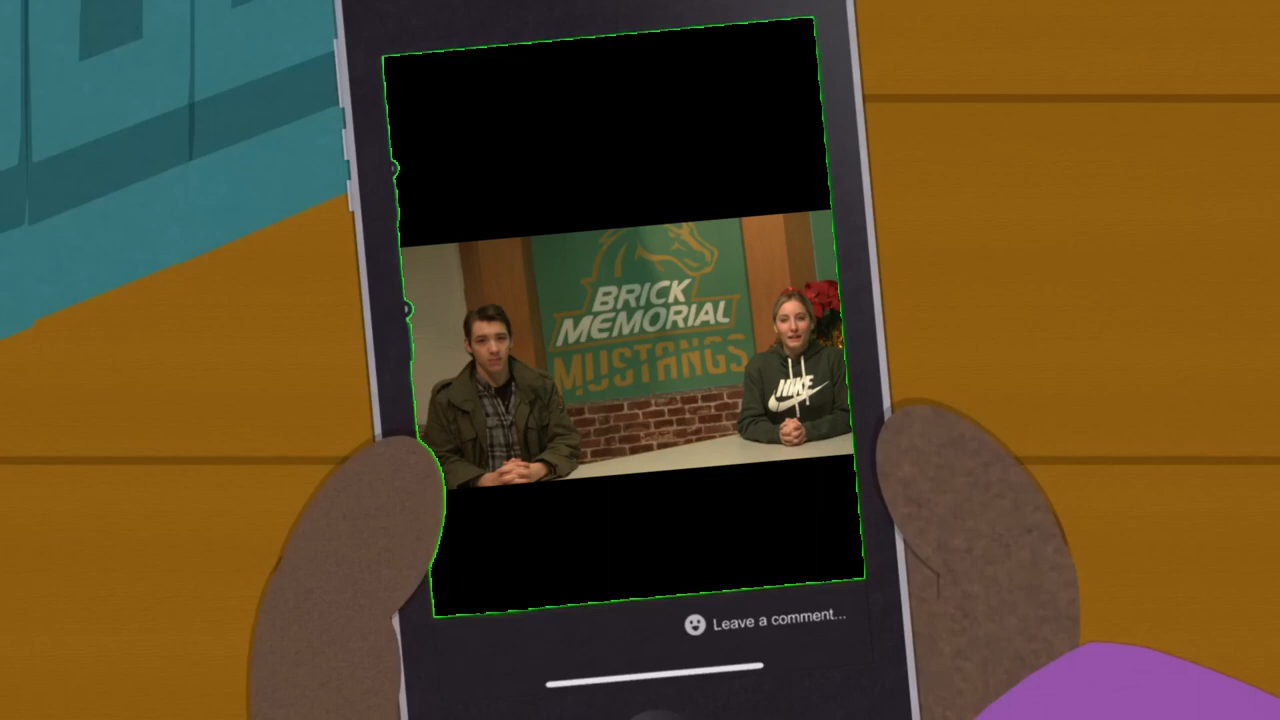 BRICK
MEMORIAL
MUSTANGS
NIKE
Leave a comment...